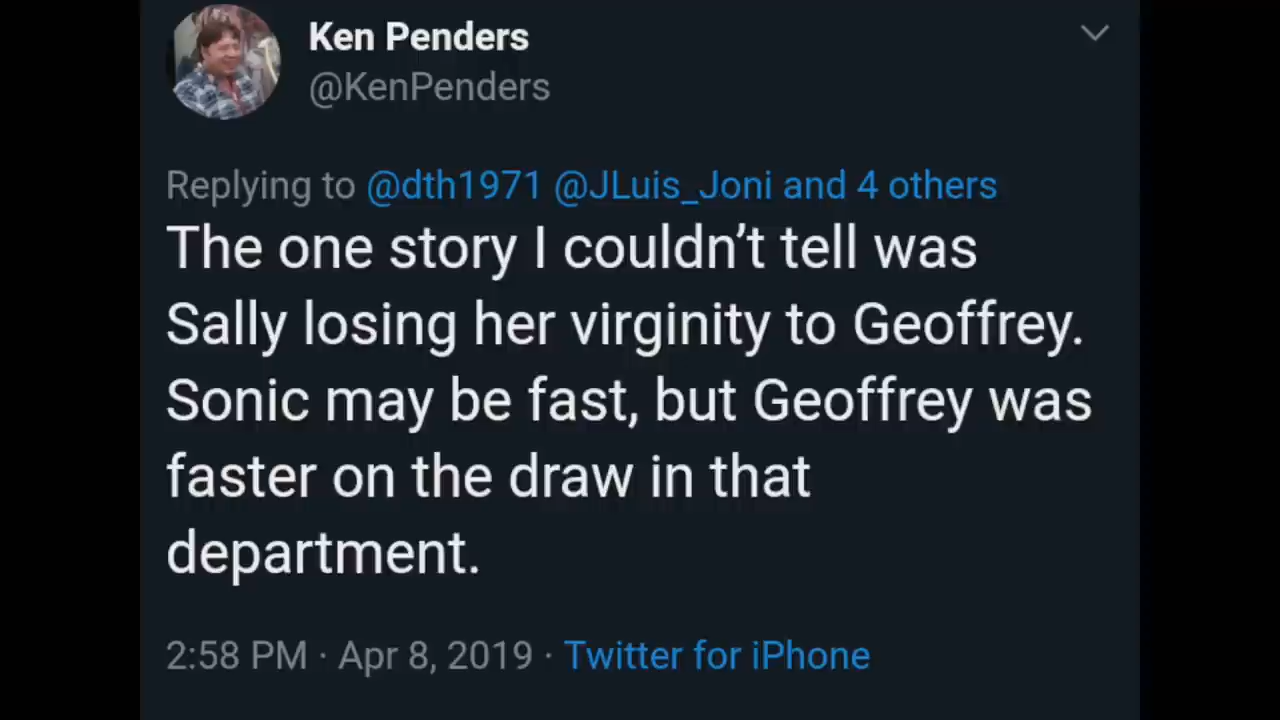 Ken Penders
@KenPenders
Replying to @dth1971 @JLuis_Joni and 4 others
The one story I couldn’t tell was
Sally losing her virginity to Geoffrey.
Sonic may be fast, but Geoffrey was
faster on the draw in that
department.
2:58 PM · Apr 8, 2019 · Twitter for iPhone